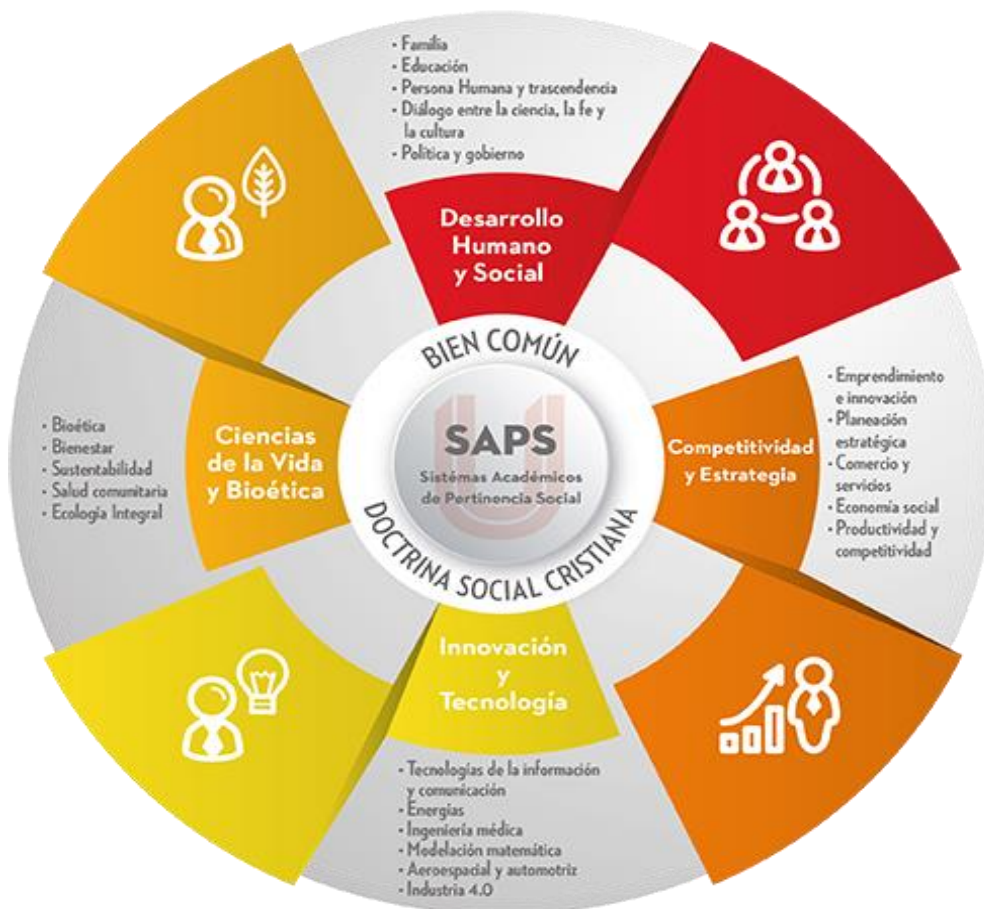 • Familia
• Educación
• Persona Humana y trascendencia
• Diálogo entre la ciencia, la fe y
la cultura
• Política y gobierno
Desarrollo
Humano
y Social
BIEN COMÚN
SAPS
Sistémas Académicos
de Pertinencia Social
DOCTRINA SOCIAL CRISTIANA
• Emprendimiento
e innovación
• Planeación
estratégica
• Comercio y
servicios
• Economía social
• Productividad y
competitividad
Competitividad
y Estrategia
• Bioética
• Bienestar
• Sustentabilidad
• Salud comunitaria
• Ecología Integral
Ciencias
de la Vida
y Bioética
Innovación
y
Tecnología
• Tecnologías de la información
y comunicación
• Energías
• Ingeniería médica
• Modelación matemática
• Aeroespacial y automotriz
• Industria 4.0